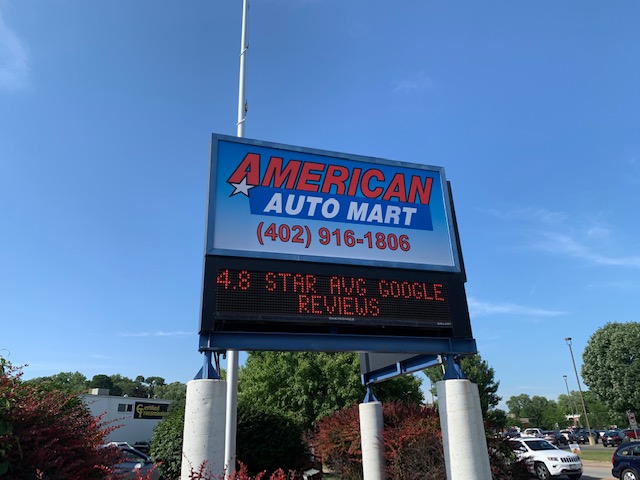 AMERICAN
AUTO MART
(402) 916-1806
4.8 STAR AVG GOOGLE
REVIEWS